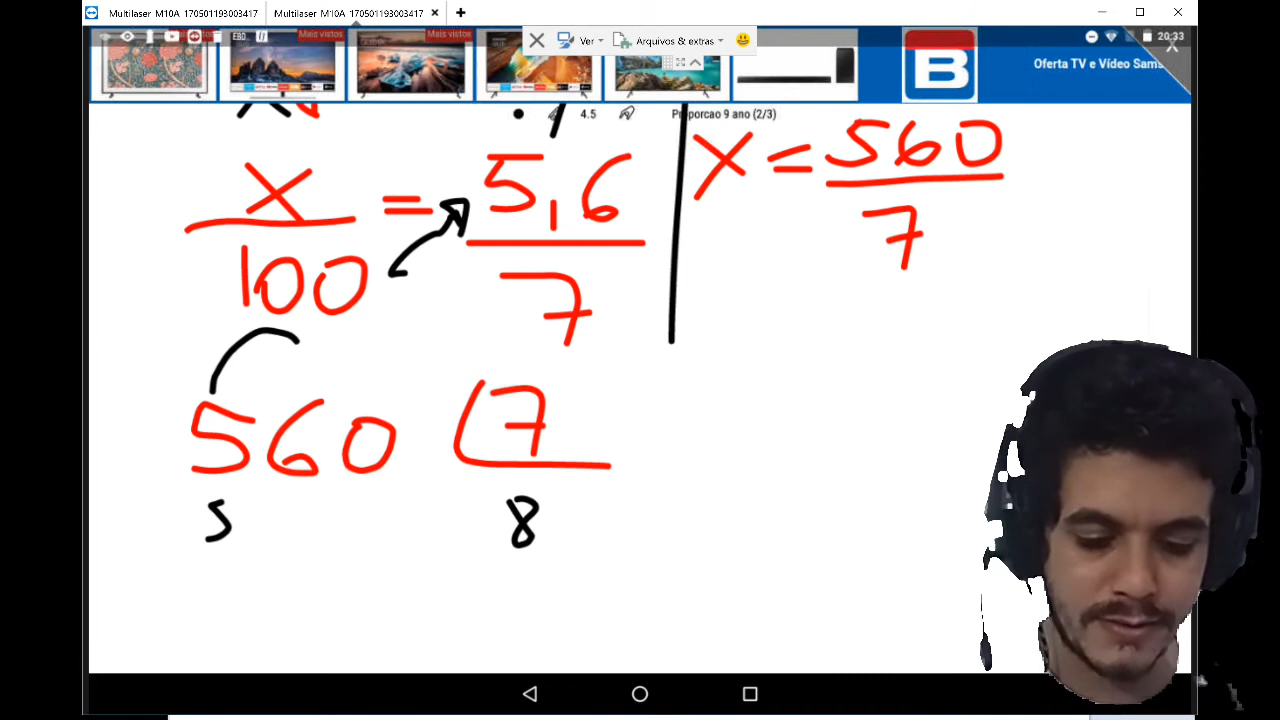 Multilaser M10A 170501193003417
Multilaser M10A 170501193003417
Mais vistos
Mais vistos
Ver
Arquivos & extras
20:33
EBD
B
Oferta TV e Vídeo Sams
4.5
Proporcao 9 ano (2/3)
x/100 = 5,6/7
x = 560/7
560 7
5 8